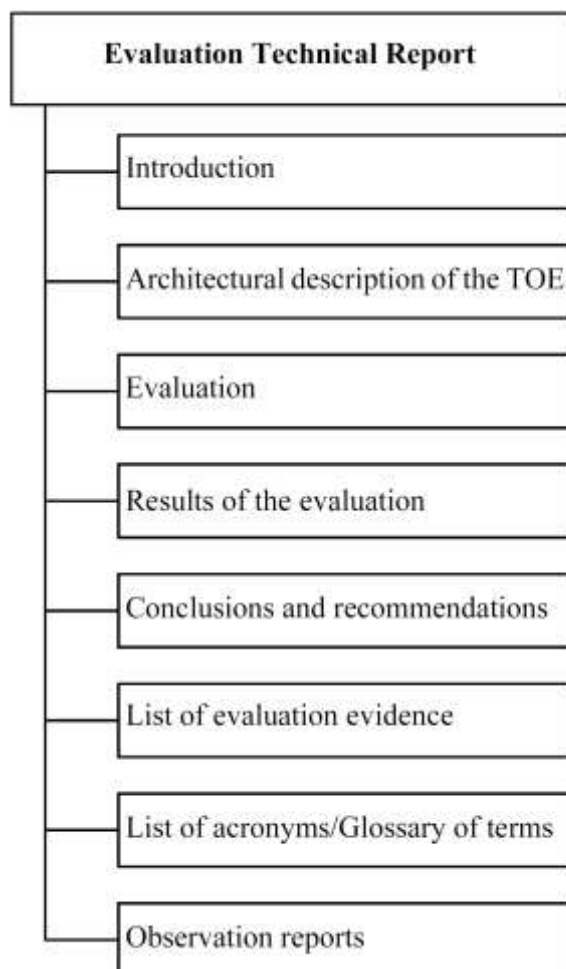 Evaluation Technical Report
Introduction
Architectural description of the TOE
Evaluation
Results of the evaluation
Conclusions and recommendations
List of evaluation evidence
List of acronyms/Glossary of terms
Observation reports